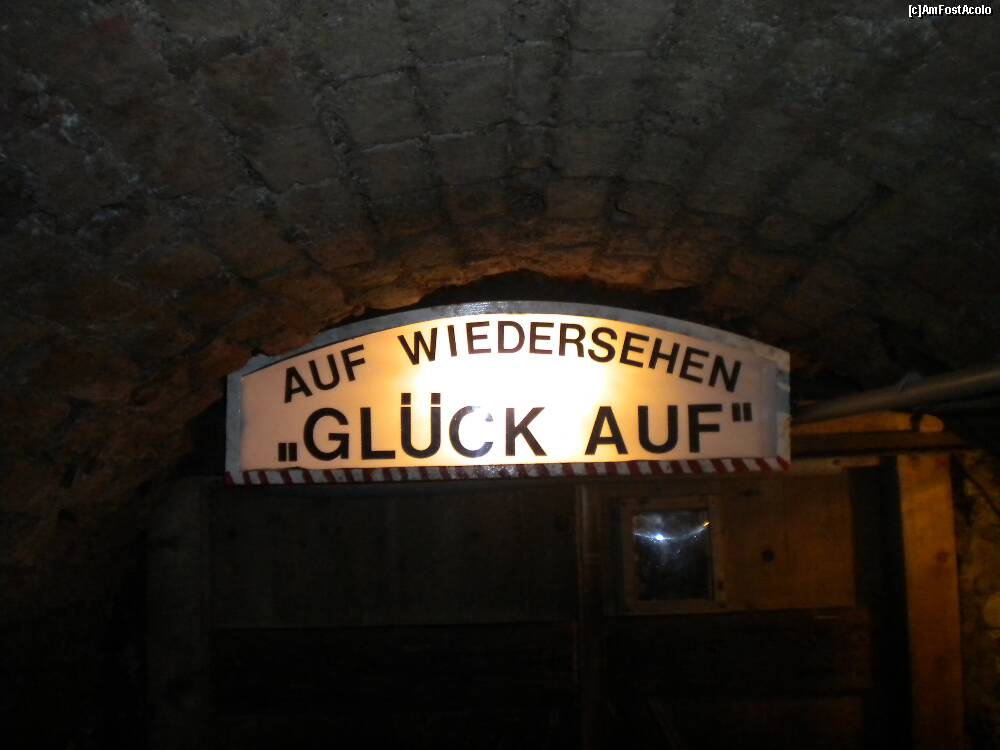 [c]AmFostAcolo
AUF WIEDERSEHEN
„GLÜCK AUF"